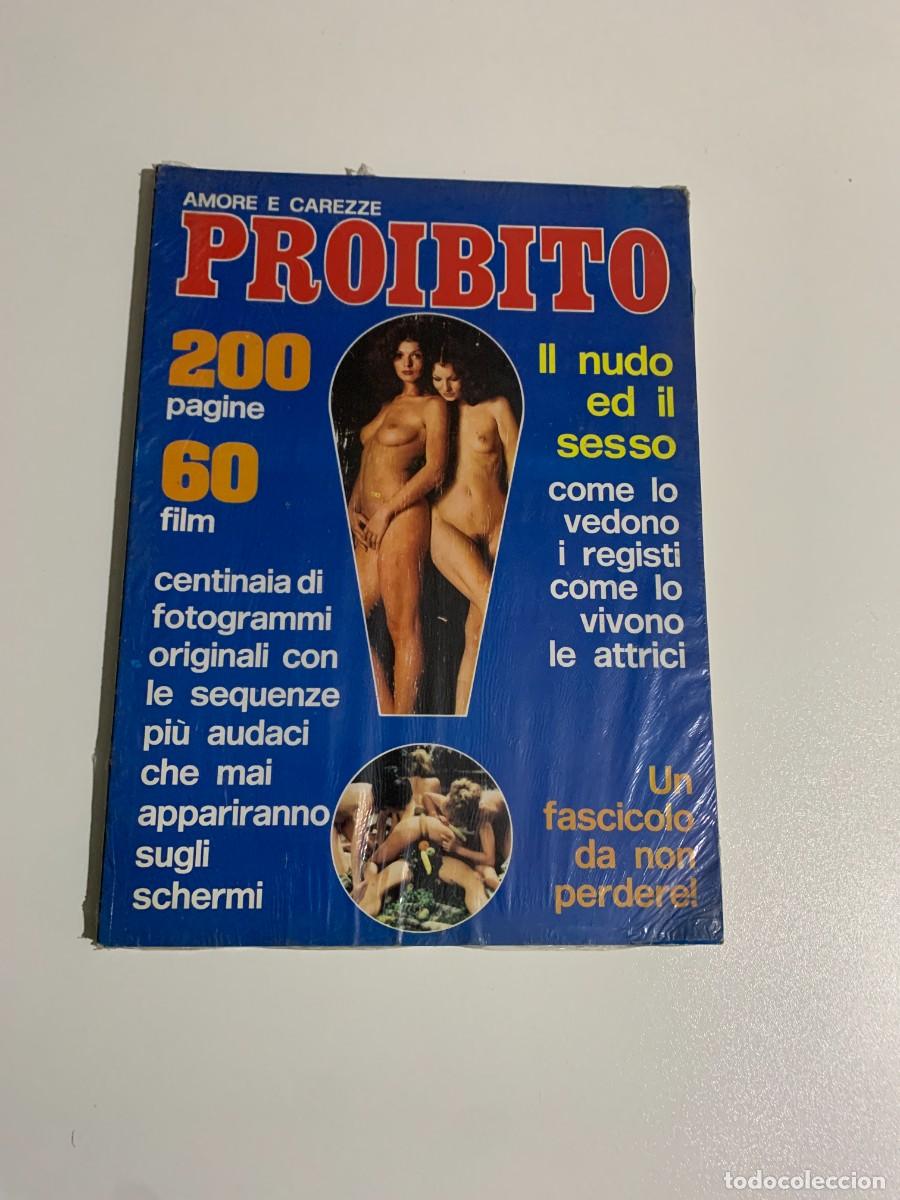 AMORE E CAREZZE
PROIBITO
200
pagine
60
film
centinaia di
fotogrammi
originali con
le sequenze
più audaci
che mai
appariranno
sugli
schermi
Il nudo
ed il
sesso
come lo
vedono
i registi
come lo
vivono
le attrici
Un
fascicolo
da non
perdere!
todocoleccion